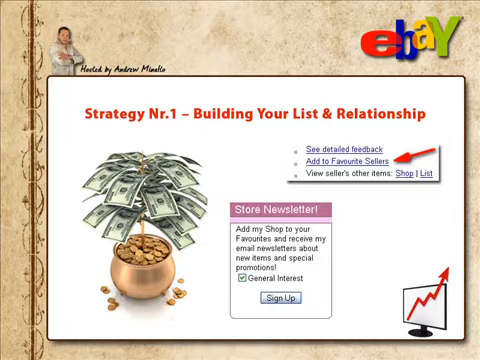 ebaY
Hosted by Andrew Minalto
Strategy Nr.1 – Building Your List & Relationship
See detailed feedback
Add to Favourite Sellers
View seller's other items: Shop | List
Store Newsletter!
Add my Shop to your
Favourites and receive my
email newsletters about
new items and special
promotions!
General Interest
Sign Up